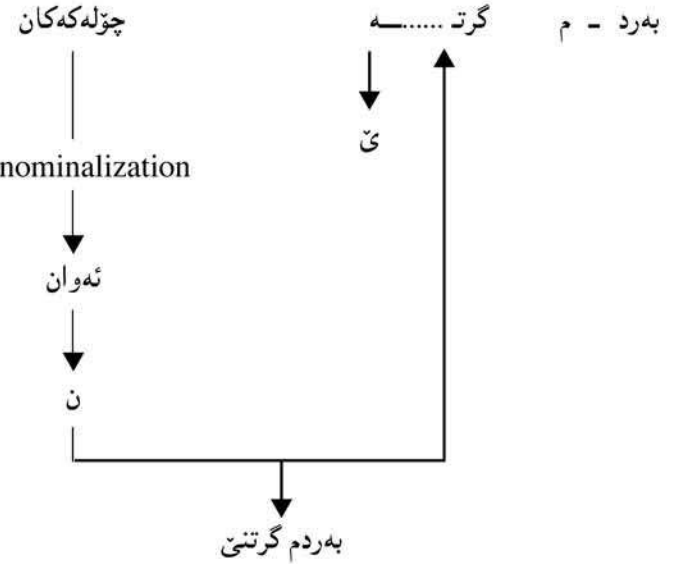 بەرد - م گرتـ ......ـە چۆلەکەکان
ێ
nominalization
ئەوان
ن
بەردم گرتنێ